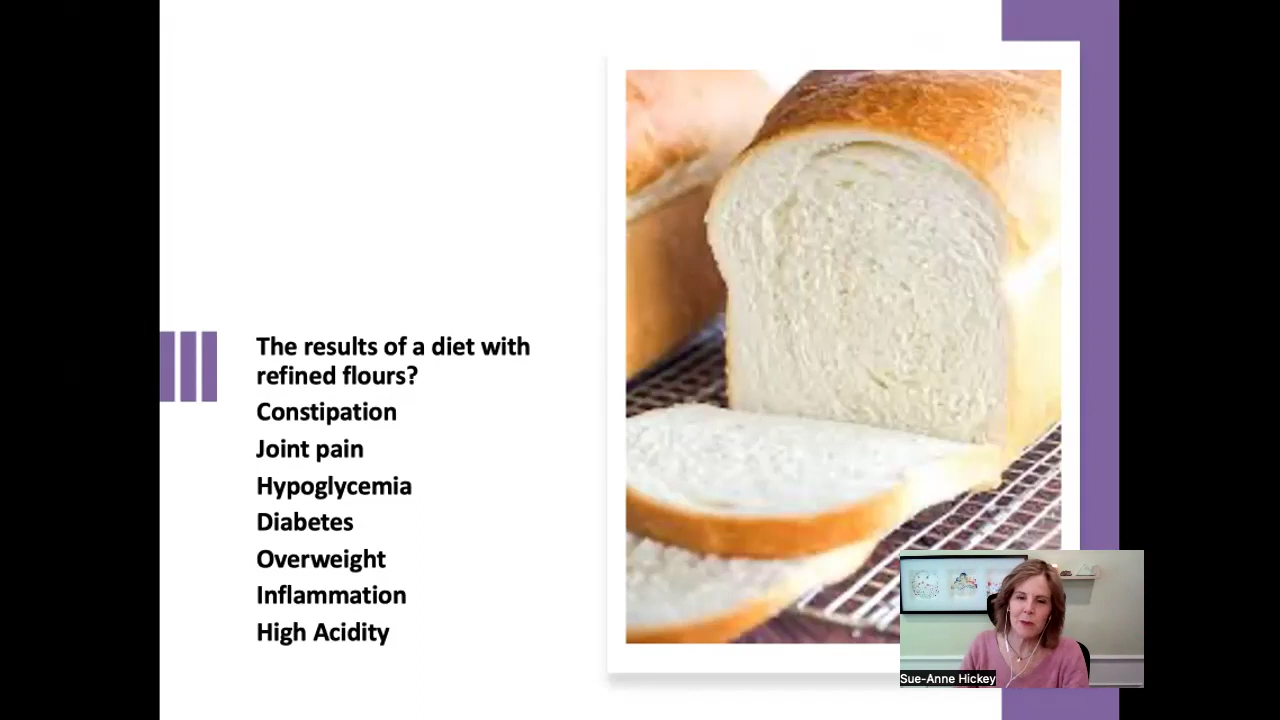 The results of a diet with
refined flours?
Constipation
Joint pain
Hypoglycemia
Diabetes
Overweight
Inflammation
High Acidity
Sue-Anne Hickey